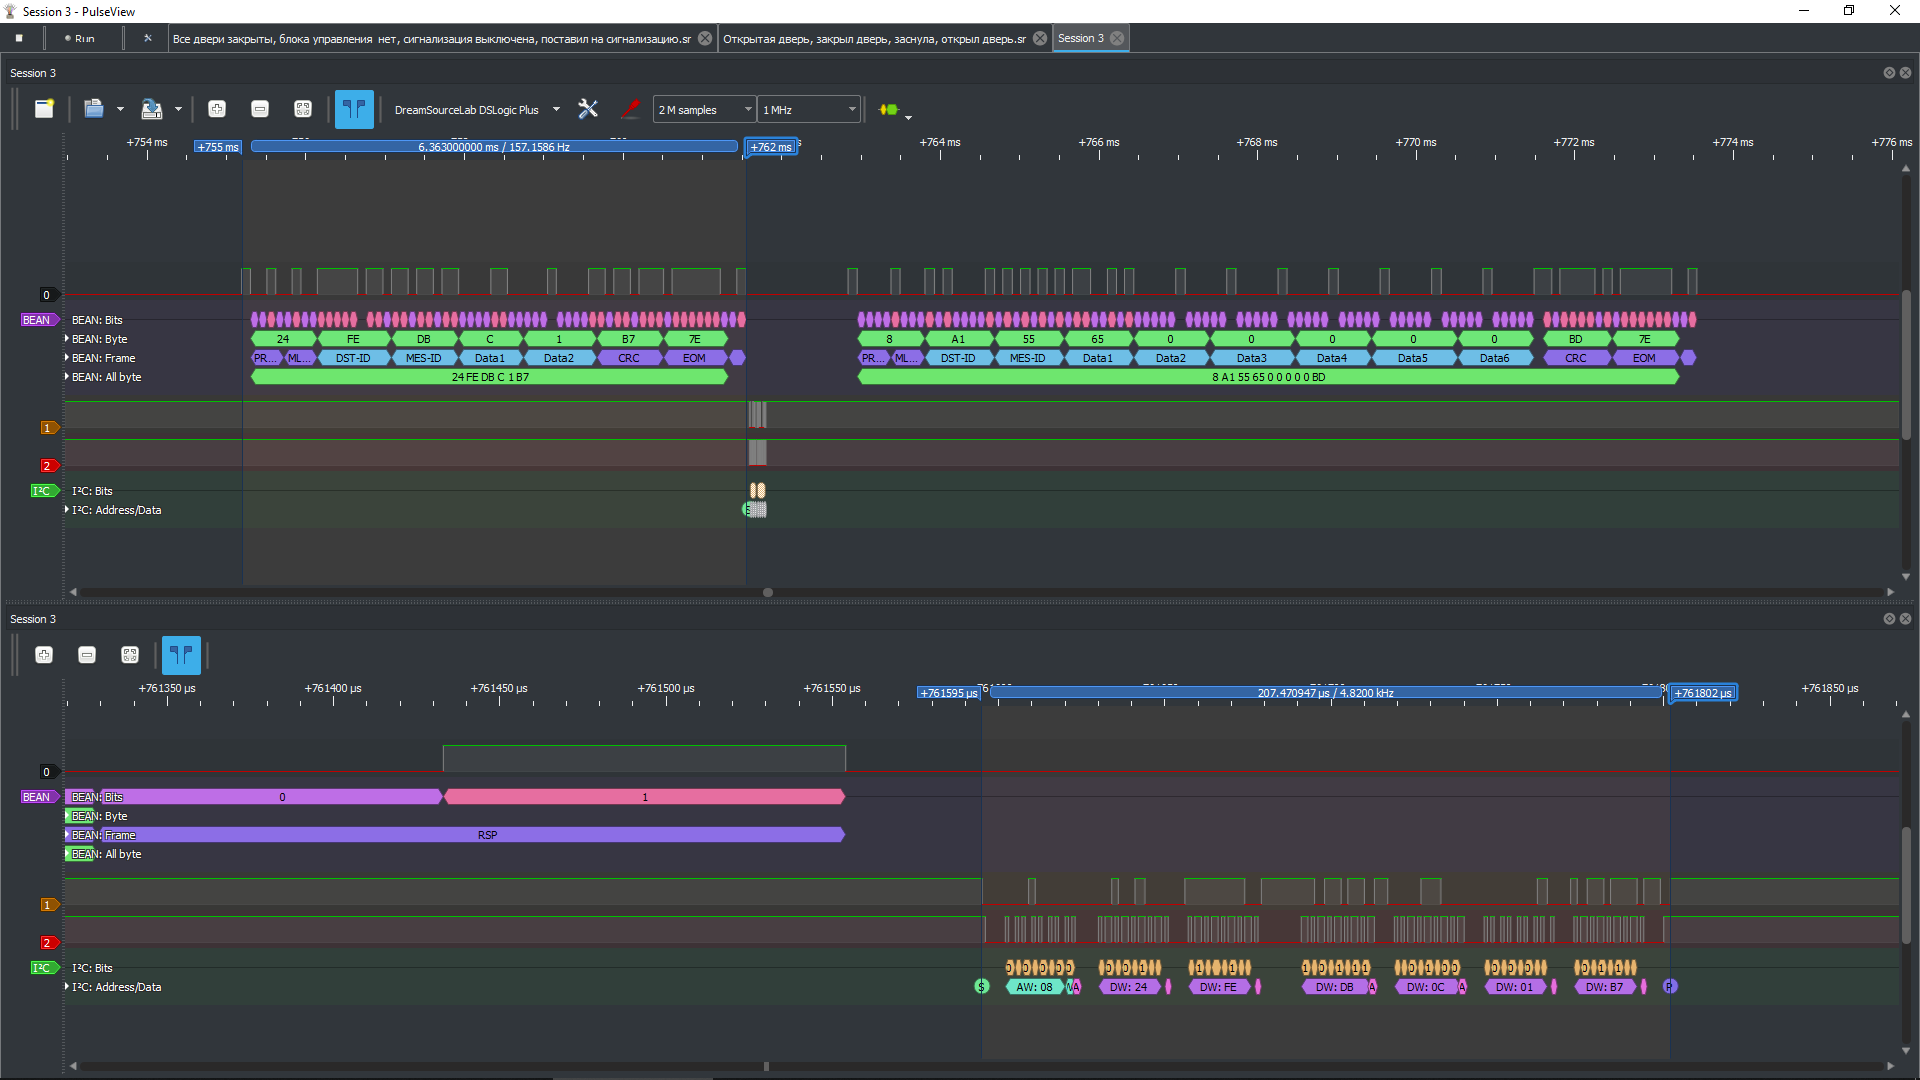 Session 3 - PulseView
Run
Все двери закрыты, блока управления нет, сигнализация выключена, поставил на сигнализацию.sr
Открытая дверь, закрыл дверь, заснула, открыл дверь.sr
Session 3
Session 3
DreamSourceLab DSLogic Plus
2 M samples
1 MHz
+754 ms
+755 ms
6.363000000 ms / 157.1586 Hz
+762 ms
+764 ms
+766 ms
+768 ms
+770 ms
+772 ms
+774 ms
+776 ms
0
BEAN
BEAN: Bits
BEAN: Byte
24 FE DB C 1 B7 7E
8 A1 55 65 0 0 0 0 0 BD 7E
BEAN: Frame
PR... ML... DST-ID MES-ID Data1 Data2 CRC EOM
PR... ML... DST-ID MES-ID Data1 Data2 Data3 Data4 Data5 Data6 CRC EOM
BEAN: All byte
24 FE DB C 1 B7
8 A1 55 65 0 0 0 0 0 BD
1
2
I²C
I²C: Bits
I²C: Address/Data
S
Session 3
+761350 µs
+761400 µs
+761450 µs
+761500 µs
+761550 µs
+761595 µs
207.470947 µs / 4.8200 kHz
+761802 µs
+761850 µs
0
BEAN
BEAN: Bits
0
1
BEAN: Byte
BEAN: Frame
RSP
BEAN: All byte
1
2
I²C
I²C: Bits
I²C: Address/Data
S AW: 08 A DW: 24 DW: FE DW: DB A DW: 0C A DW: 01 DW: B7 P